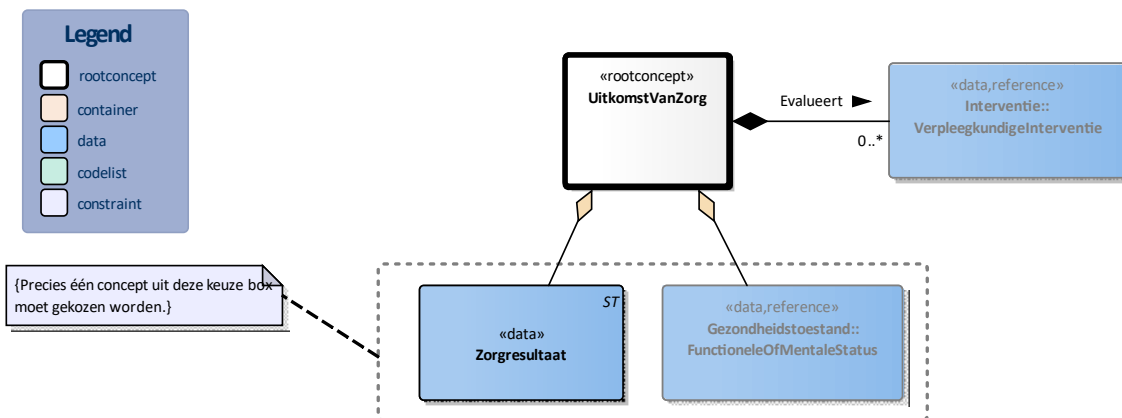 Legend
rootconcept
container
data
codelist
constraint
«rootconcept»
UitkomstVanZorg
Evalueert
0..*
«data,reference»
Interventie::
VerpleegkundigeInterventie
{Precies één concept uit deze keuze box
moet gekozen worden.}
ST
«data»
Zorgresultaat
«data,reference»
Gezondheidstoestand::
FunctioneleOfMentaleStatus